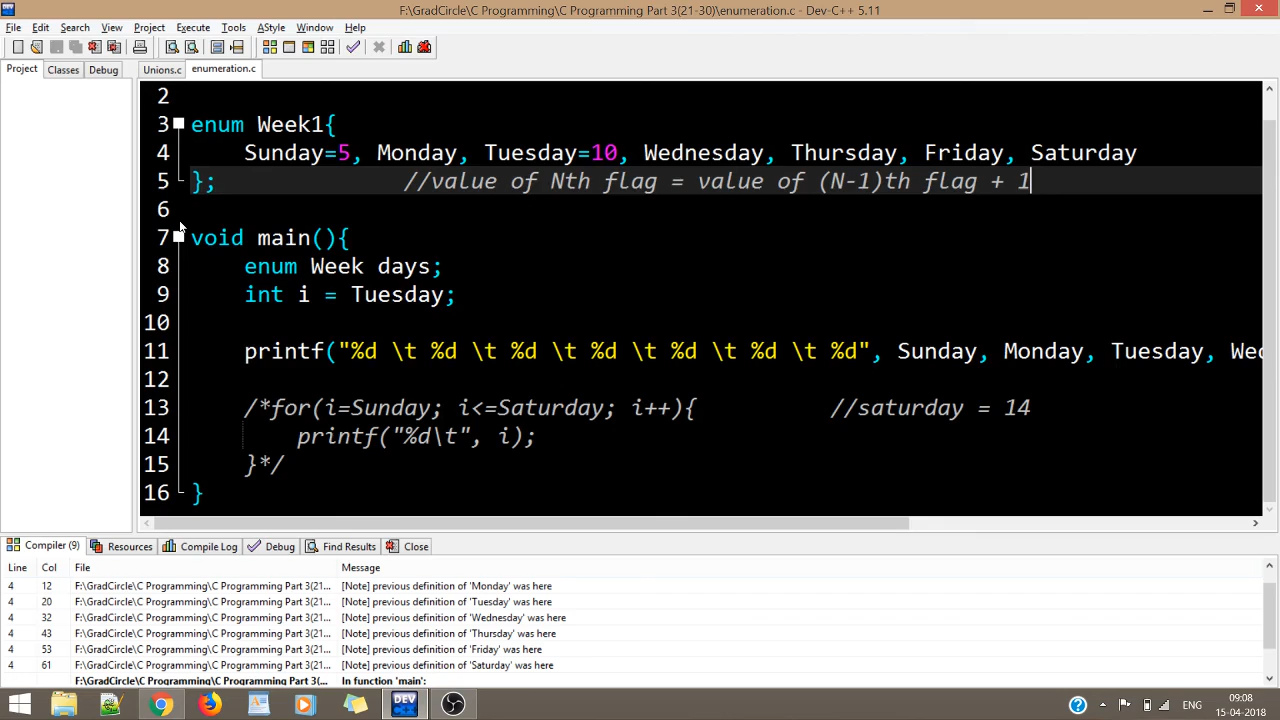 F:\GradCircle\C Programming\C Programming Part 3(21-30)\enumeration.c - Dev-C++ 5.11
File Edit Search View Project Execute Tools AStyle Window Help
Project Classes Debug Unions.c enumeration.c
2
3 enum Week1{
4 Sunday=5, Monday, Tuesday=10, Wednesday, Thursday, Friday, Saturday
5 }; //value of Nth flag = value of (N-1)th flag + 1
6
7 void main(){
8 enum Week days;
9 int i = Tuesday;
10
11 printf("%d \t %d \t %d \t %d \t %d \t %d \t %d", Sunday, Monday, Tuesday, Wed
12
13 /*for(i=Sunday; i<=Saturday; i++){ //saturday = 14
14 printf("%d\t", i);
15 }*/
16 }
Compiler (9) Resources Compile Log Debug Find Results Close
Line Col File Message
4 12 F:\GradCircle\C Programming\C Programming Part 3(21... [Note] previous definition of 'Monday' was here
4 20 F:\GradCircle\C Programming\C Programming Part 3(21... [Note] previous definition of 'Tuesday' was here
4 32 F:\GradCircle\C Programming\C Programming Part 3(21... [Note] previous definition of 'Wednesday' was here
4 43 F:\GradCircle\C Programming\C Programming Part 3(21... [Note] previous definition of 'Thursday' was here
4 53 F:\GradCircle\C Programming\C Programming Part 3(21... [Note] previous definition of 'Friday' was here
4 61 F:\GradCircle\C Programming\C Programming Part 3(21... [Note] previous definition of 'Saturday' was here
F:\GradCircle\C Programming\C Programming Part 3(... In function 'main':
DEV
ENG
09:08
15-04-2018